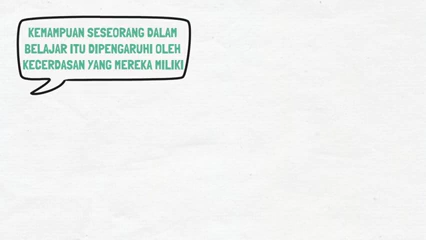 KEMAMPUAN SESEORANG DALAM
BELAJAR ITU DIPENGARUHI OLEH
KECERDASAN YANG MEREKA MILIKI